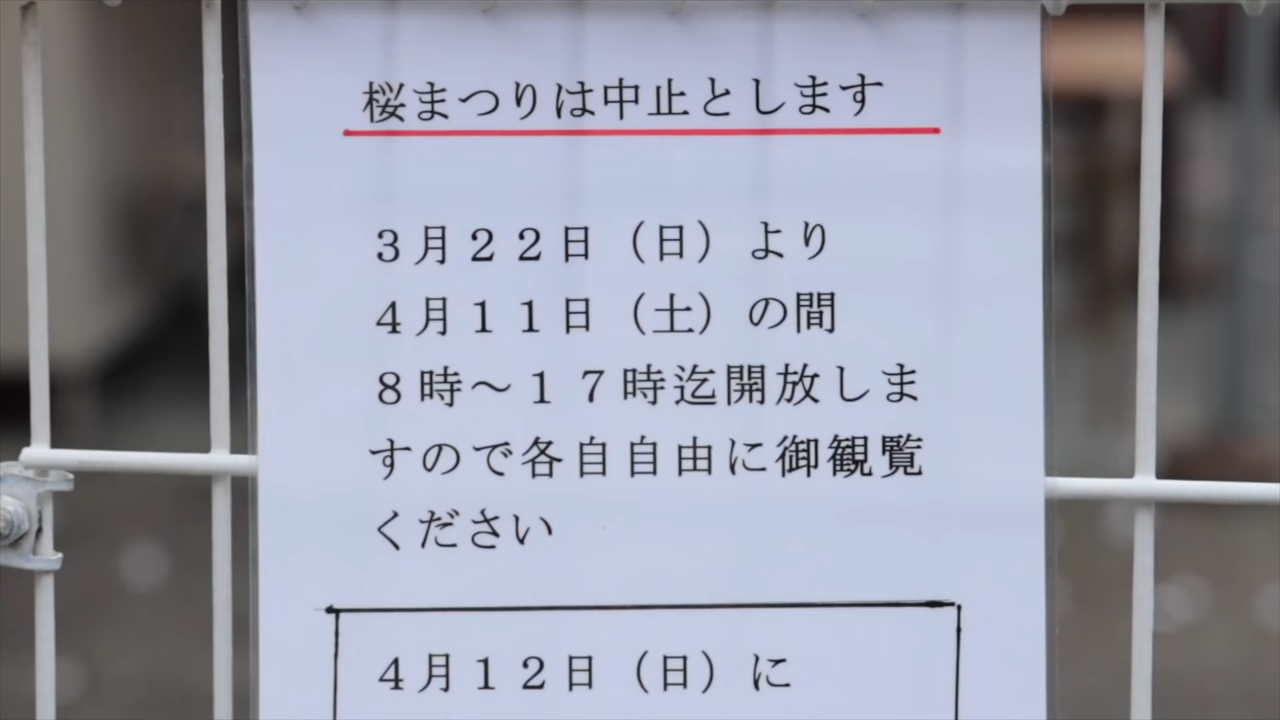 桜まつりは中止とします
３月２２日（日）より
４月１１日（土）の間
８時～１７時迄開放しま
すので各自自由に御観覧
ください
４月１２日（日）に